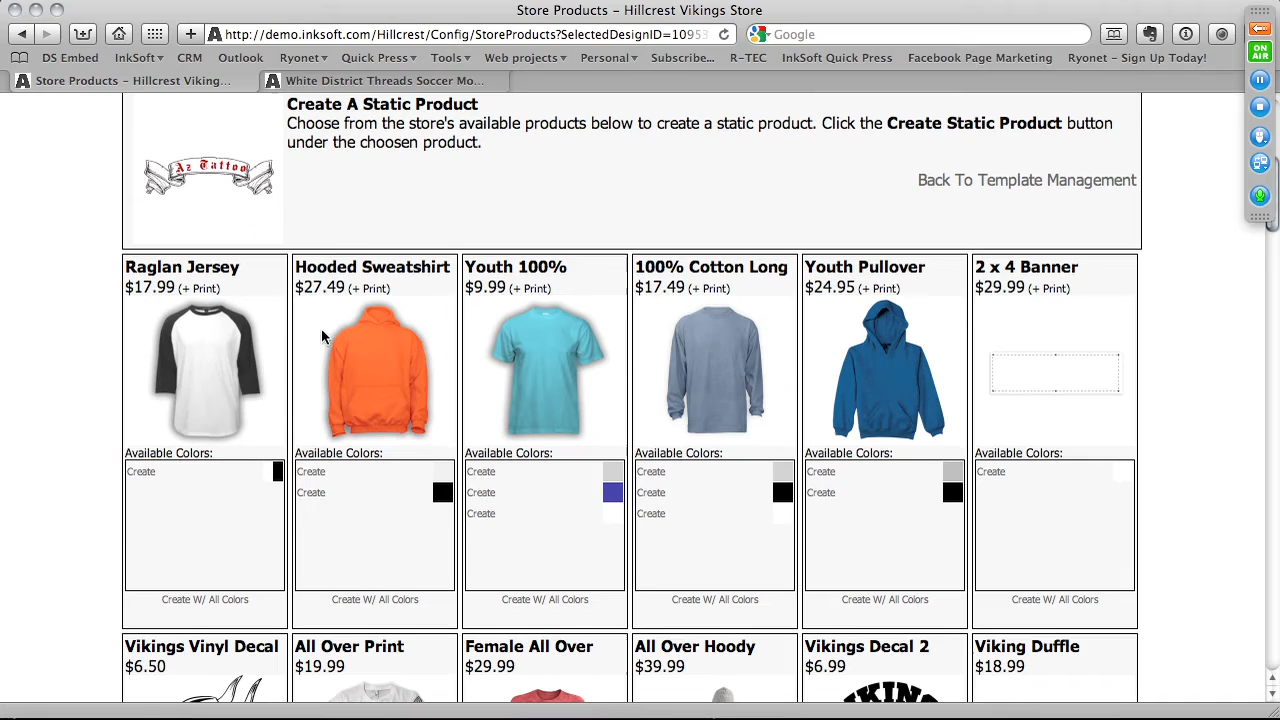 Store Products – Hillcrest Vikings Store
http://demo.inksoft.com/Hillcrest/Config/StoreProducts?SelectedDesignID=10953
Google
DS Embed InkSoft CRM Outlook Ryonet Quick Press Tools Web projects Personal Subscribe... R-TEC InkSoft Quick Press Facebook Page Marketing Ryonet – Sign Up Today!
Store Products – Hillcrest Viking... White District Threads Soccer Mo...
ON AIR
Create A Static Product
Choose from the store's available products below to create a static product. Click the Create Static Product button
under the choosen product.
Az Tattoo
Back To Template Management
Raglan Jersey Hooded Sweatshirt Youth 100% 100% Cotton Long Youth Pullover 2 x 4 Banner
$17.99 (+ Print) $27.49 (+ Print) $9.99 (+ Print) $17.49 (+ Print) $24.95 (+ Print) $29.99 (+ Print)
Available Colors: Available Colors: Available Colors: Available Colors: Available Colors: Available Colors:
Create Create Create Create Create Create
Create Create Create Create
Create Create
Create W/ All Colors Create W/ All Colors Create W/ All Colors Create W/ All Colors Create W/ All Colors Create W/ All Colors
Vikings Vinyl Decal All Over Print Female All Over All Over Hoody Vikings Decal 2 Viking Duffle
$6.50 $19.99 $29.99 $39.99 $6.99 $18.99